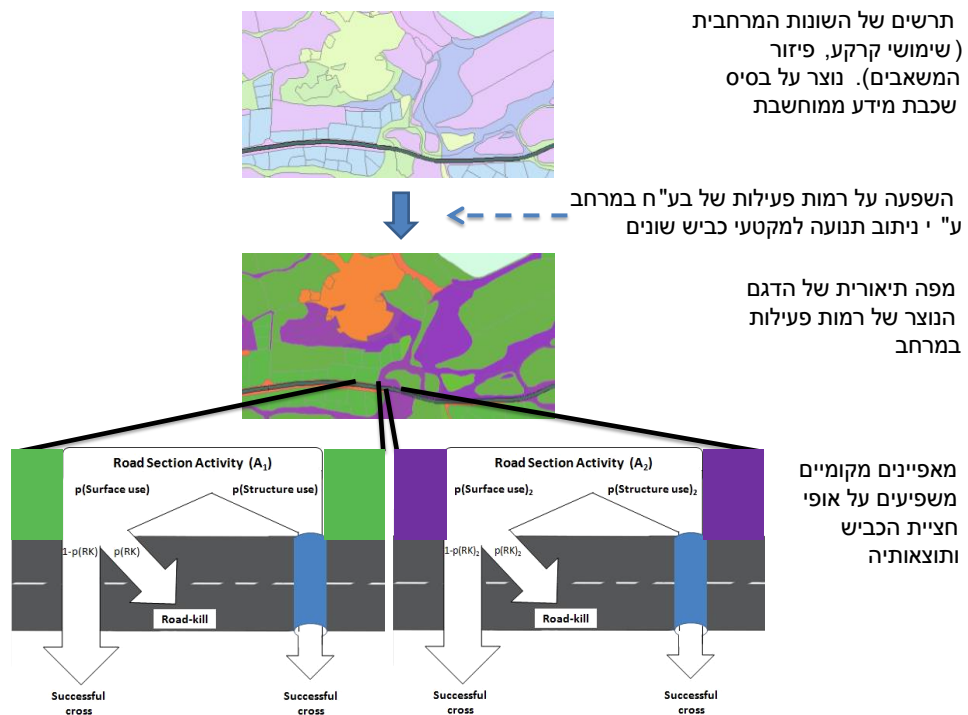 תרשים של השונות המרחבית
(שימושי קרקע, פיזור
המשאבים). נוצר על בסיס
שכבת מידע ממוחשבת
השפעה על רמות פעילות של בע"ח במרחב
ע" י ניתוב תנועה למקטעי כביש שונים
מפה תיאורית של הדגם
הנוצר של רמות פעילות
במרחב
מאפיינים מקומיים
משפיעים על אופי
חציית הכביש
ותוצאותיה
Road Section Activity (A₁)
p(Surface use)
p(Structure use)
1-p(RK)
p(RK)
Road-kill
Successful
cross
Successful
cross
Road Section Activity (A₂)
p(Surface use)₂
p(Structure use)₂
1-p(RK)₂
p(RK)₂
Road-kill
Successful
cross
Successful
cross